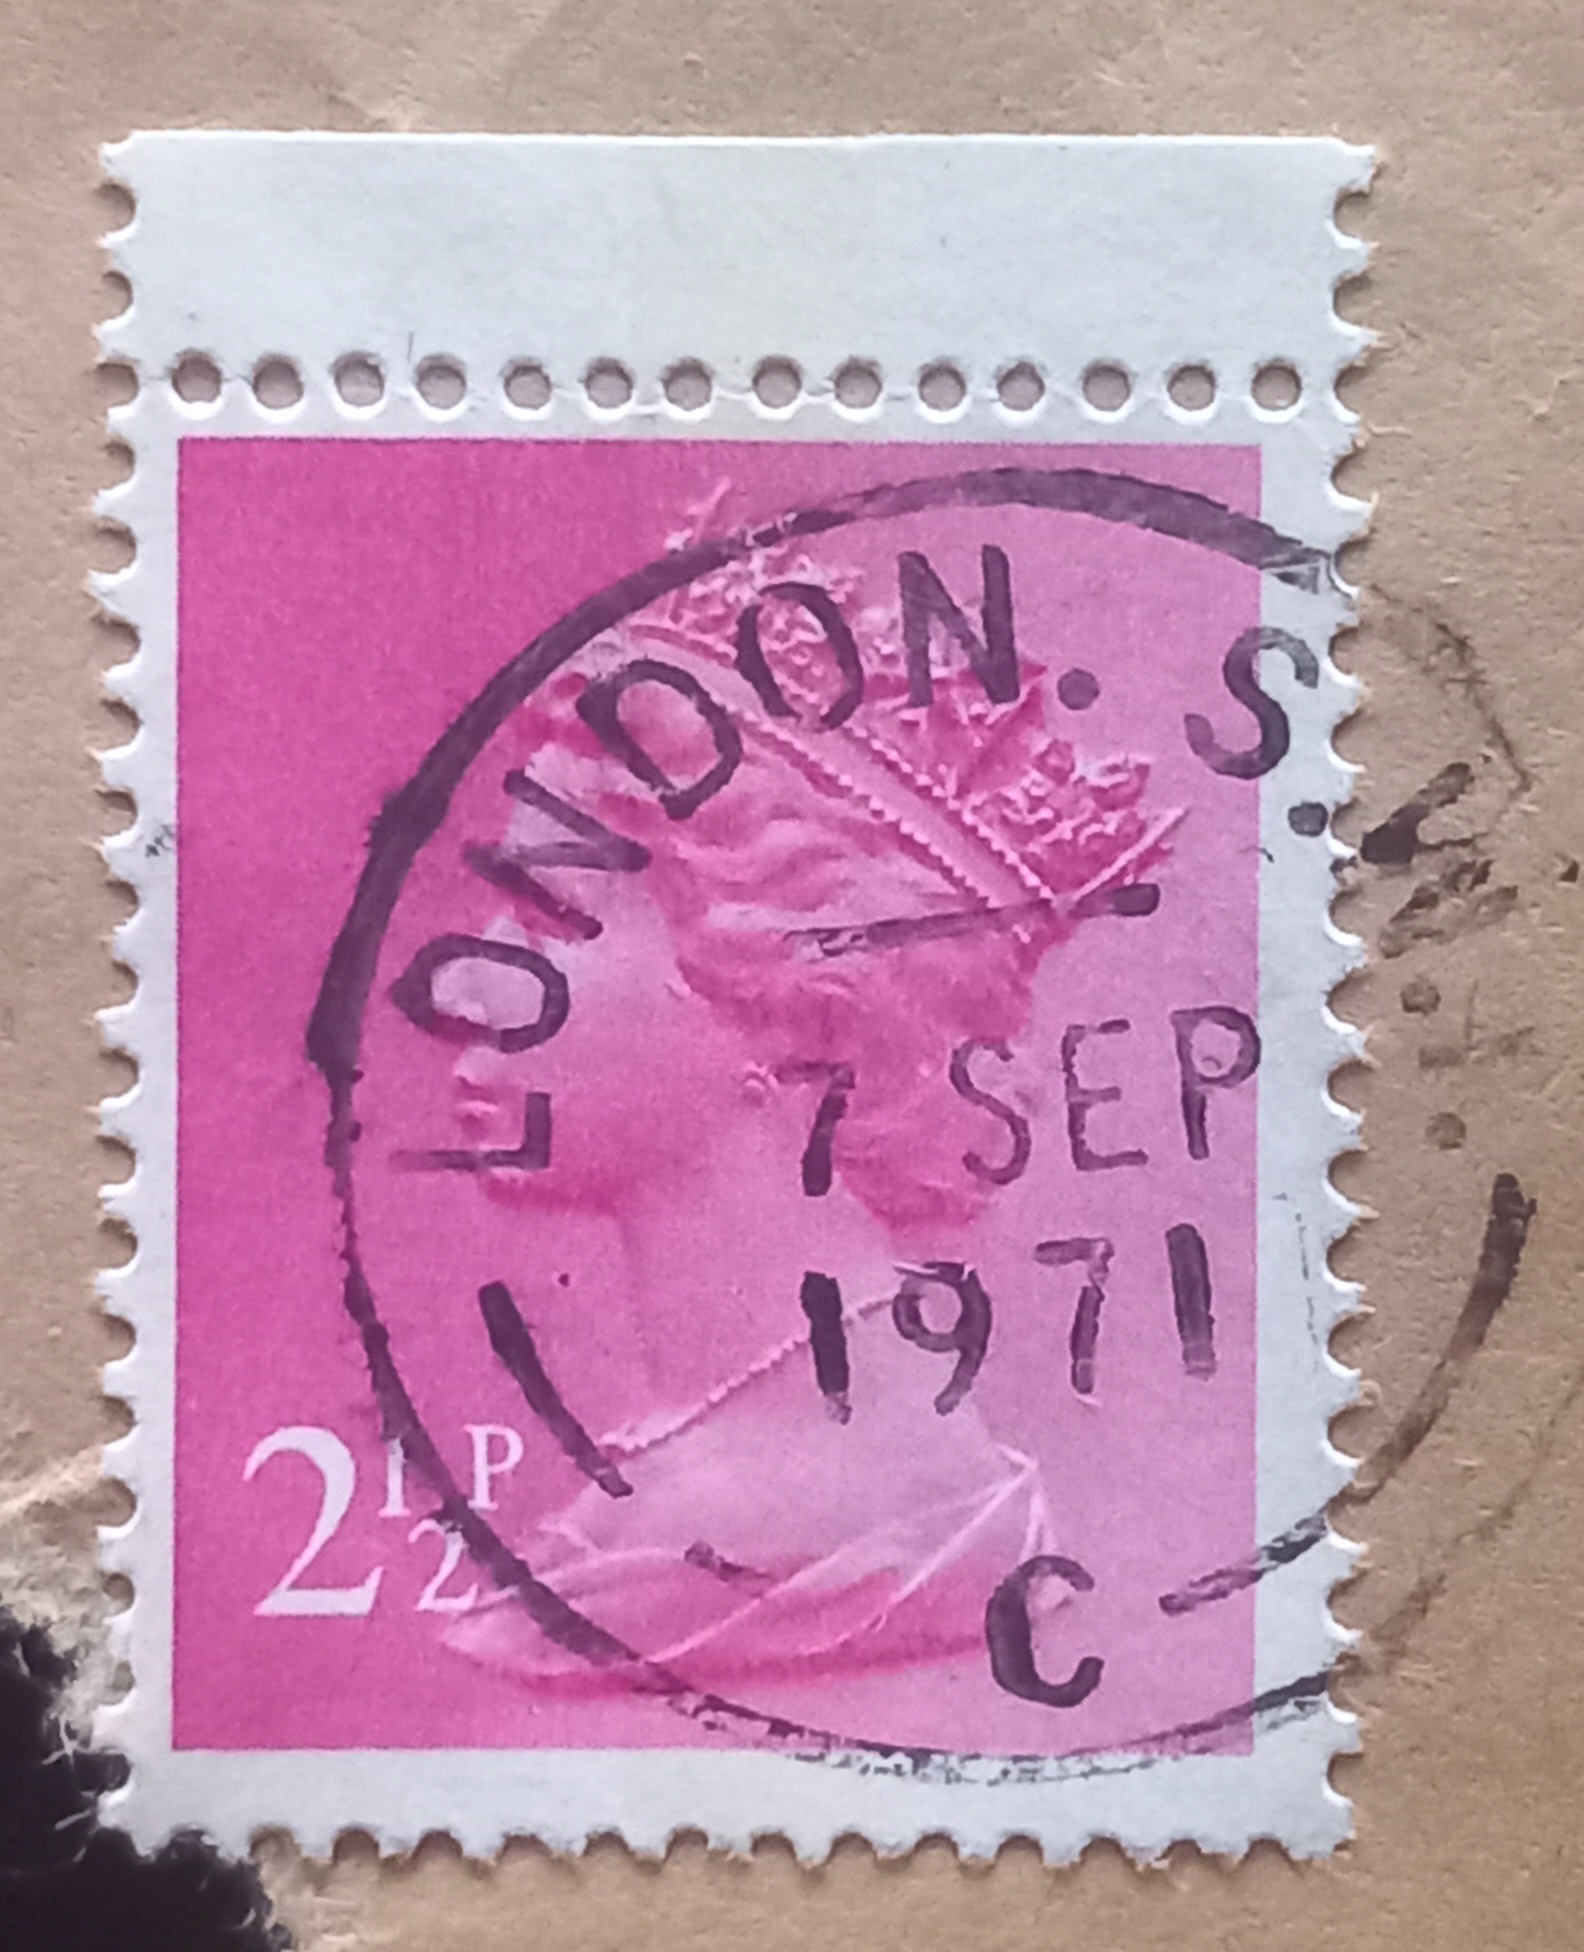 LONDON. S.
7 SEP
1971
2½P
C